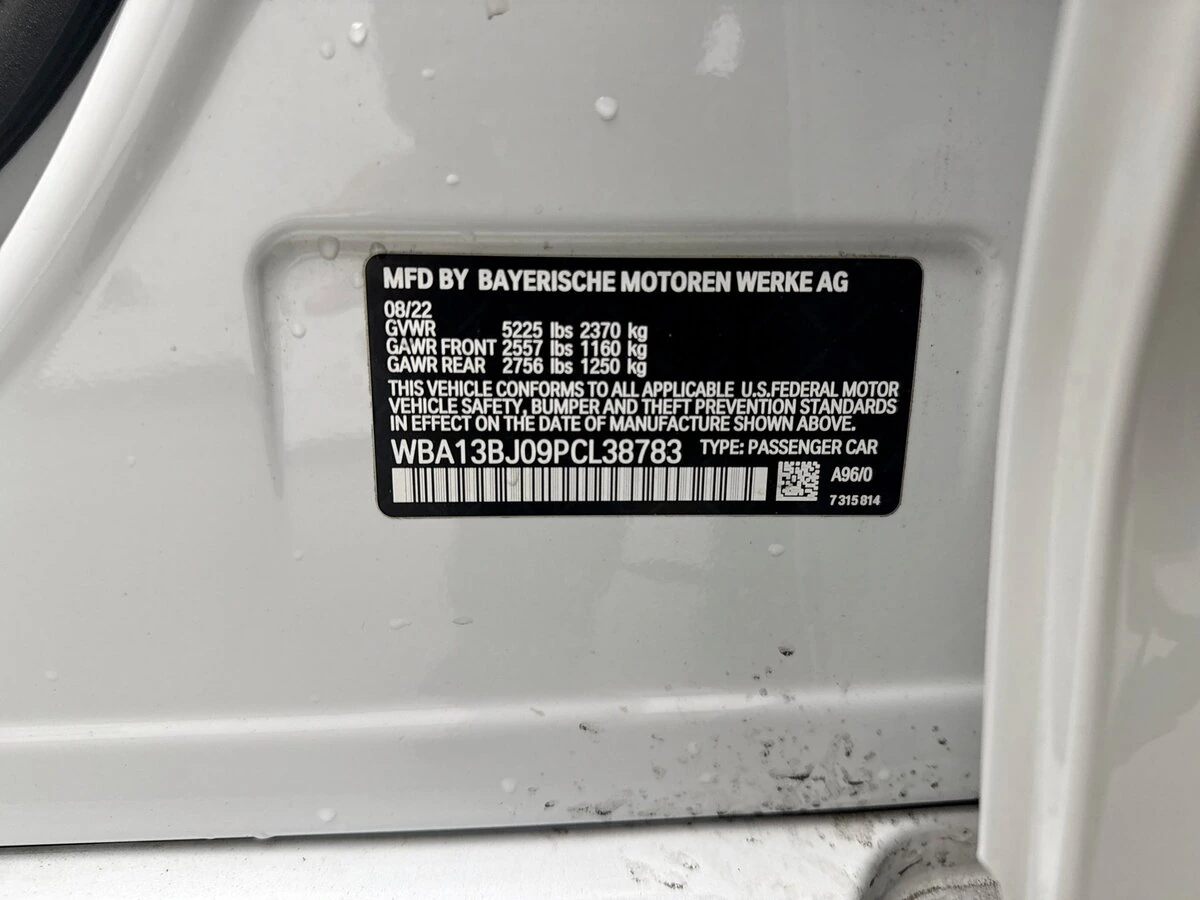 MFD BY BAYERISCHE MOTOREN WERKE AG
08/22
GVWR 5225 lbs 2370 kg
GAWR FRONT 2557 lbs 1160 kg
GAWR REAR 2756 lbs 1250 kg
THIS VEHICLE CONFORMS TO ALL APPLICABLE U.S.FEDERAL MOTOR
VEHICLE SAFETY, BUMPER AND THEFT PREVENTION STANDARDS
IN EFFECT ON THE DATE OF MANUFACTURE SHOWN ABOVE.
WBA13BJ09PCL38783 TYPE: PASSENGER CAR
A96/0
7 315 814